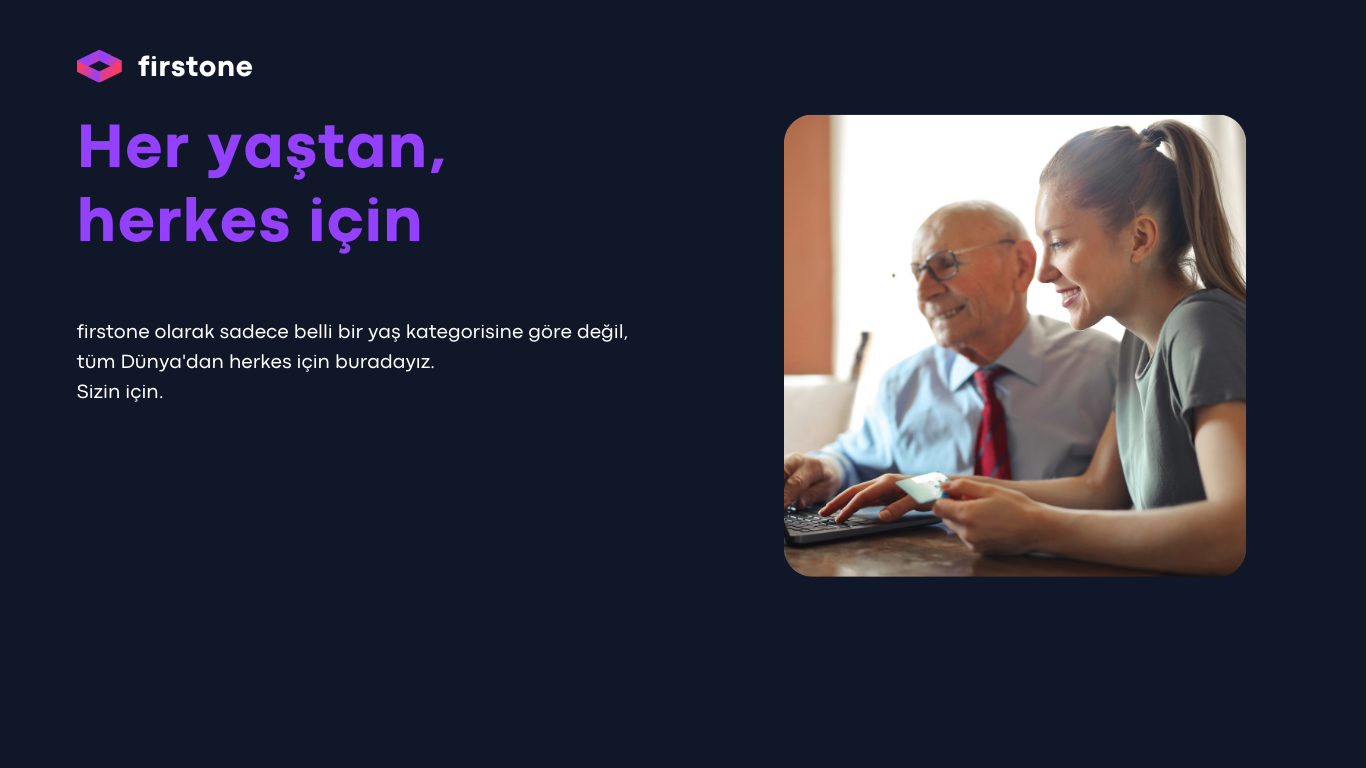 firstone
Her yaştan,
herkes için
firstone olarak sadece belli bir yaş kategorisine göre değil,
tüm Dünya'dan herkes için buradayız.
Sizin için.